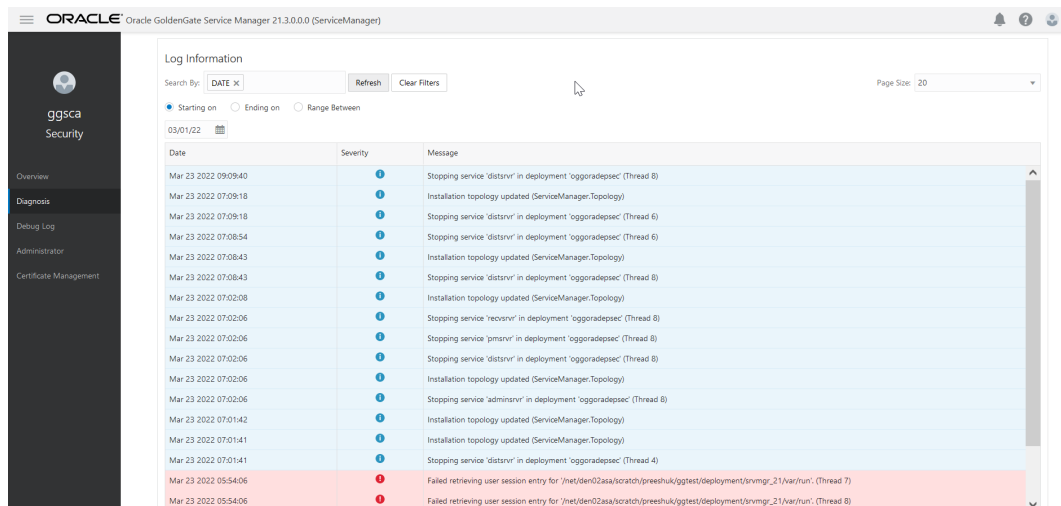 ORACLE Oracle GoldenGate Service Manager 21.3.0.0.0 (ServiceManager)
ggsca
Security
Overview
Diagnosis
Debug Log
Administrator
Certificate Management
Log Information
Search By: DATE × Refresh Clear Filters Page Size: 20
Starting on Ending on Range Between
03/01/22
Date Severity Message
Mar 23 2022 09:09:40 Stopping service 'distsrvr' in deployment 'oggoradepsec' (Thread 8)
Mar 23 2022 07:09:18 Installation topology updated (ServiceManager.Topology)
Mar 23 2022 07:09:18 Stopping service 'distsrvr' in deployment 'oggoradepsec' (Thread 6)
Mar 23 2022 07:08:54 Stopping service 'distsrvr' in deployment 'oggoradepsec' (Thread 6)
Mar 23 2022 07:08:43 Installation topology updated (ServiceManager.Topology)
Mar 23 2022 07:08:43 Stopping service 'distsrvr' in deployment 'oggoradepsec' (Thread 8)
Mar 23 2022 07:02:08 Installation topology updated (ServiceManager.Topology)
Mar 23 2022 07:02:06 Stopping service 'recvsrvr' in deployment 'oggoradepsec' (Thread 8)
Mar 23 2022 07:02:06 Stopping service 'pmsrvr' in deployment 'oggoradepsec' (Thread 8)
Mar 23 2022 07:02:06 Stopping service 'distsrvr' in deployment 'oggoradepsec' (Thread 8)
Mar 23 2022 07:02:06 Installation topology updated (ServiceManager.Topology)
Mar 23 2022 07:02:06 Stopping service 'adminsrvr' in deployment 'oggoradepsec' (Thread 8)
Mar 23 2022 07:01:42 Installation topology updated (ServiceManager.Topology)
Mar 23 2022 07:01:41 Installation topology updated (ServiceManager.Topology)
Mar 23 2022 07:01:41 Stopping service 'distsrvr' in deployment 'oggoradepsec' (Thread 4)
Mar 23 2022 05:54:06 Failed retrieving user session entry for '/net/den02asa/scratch/preeshuk/ggtest/deployment/srvmgr_21/var/run'. (Thread 7)
Mar 23 2022 05:54:06 Failed retrieving user session entry for '/net/den02asa/scratch/preeshuk/ggtest/deployment/srvmgr_21/var/run'. (Thread 8)